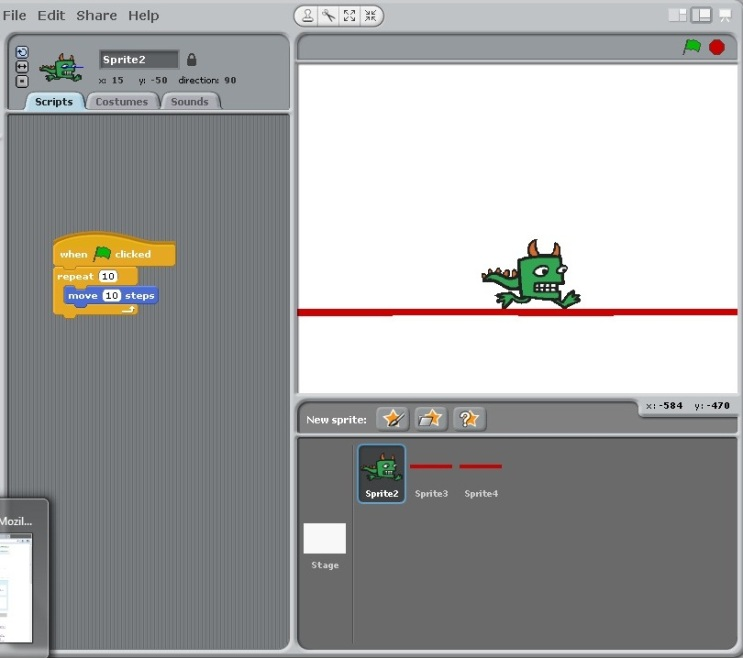 File Edit Share Help
Sprite2
x: 15 y: -50 direction: 90
Scripts Costumes Sounds
when clicked
repeat 10
move 10 steps
x: -584 y: -470
New sprite:
Sprite2 Sprite3 Sprite4
Stage
Mozil...